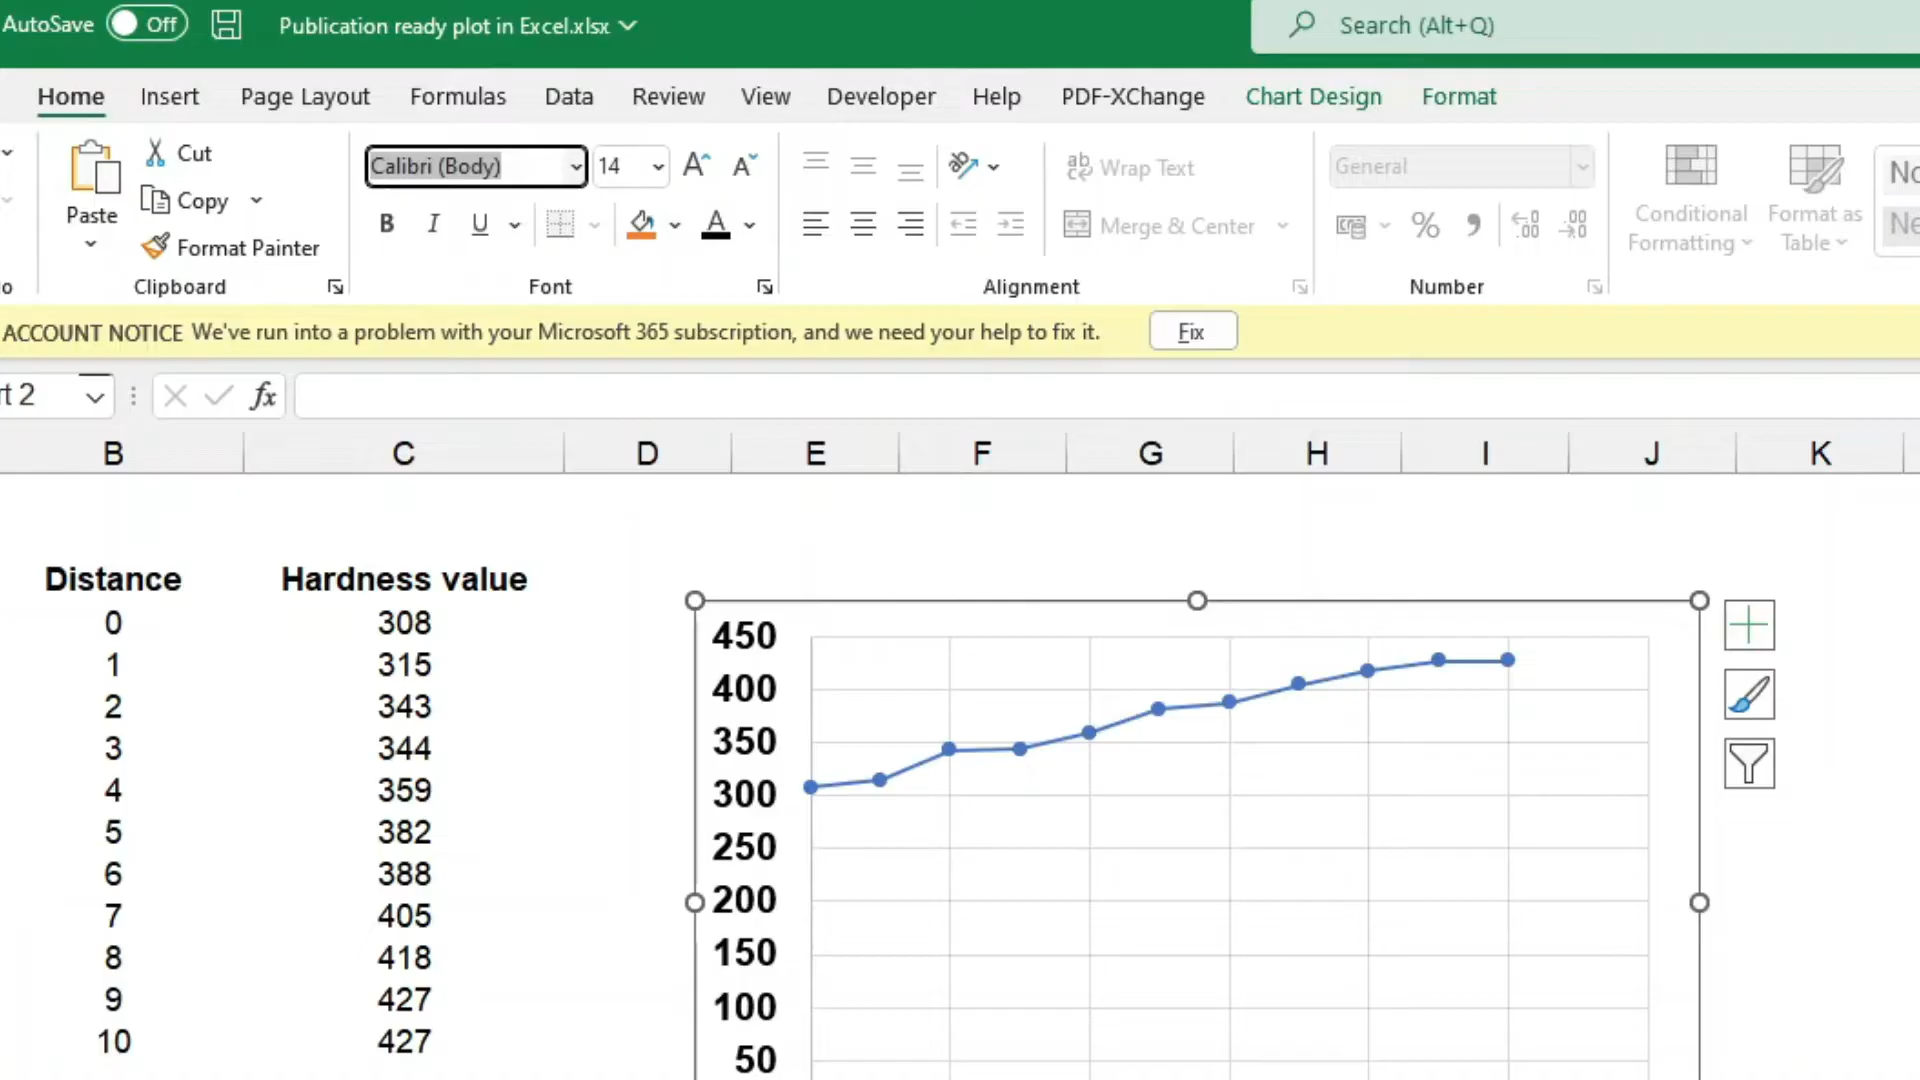 AutoSave Off Publication ready plot in Excel.xlsx Search (Alt+Q)
Home Insert Page Layout Formulas Data Review View Developer Help PDF-XChange Chart Design Format
Paste
Cut
Copy
Format Painter
Clipboard
Calibri (Body) 14
B I U
Font
Wrap Text
Merge & Center
Alignment
General
%
Number
Conditional
Formatting
Format as
Table
ACCOUNT NOTICE We've run into a problem with your Microsoft 365 subscription, and we need your help to fix it. Fix
rt 2 fx
B C D E F G H I J K
Distance Hardness value
0 308
1 315
2 343
3 344
4 359
5 382
6 388
7 405
8 418
9 427
10 427
450
400
350
300
250
200
150
100
50